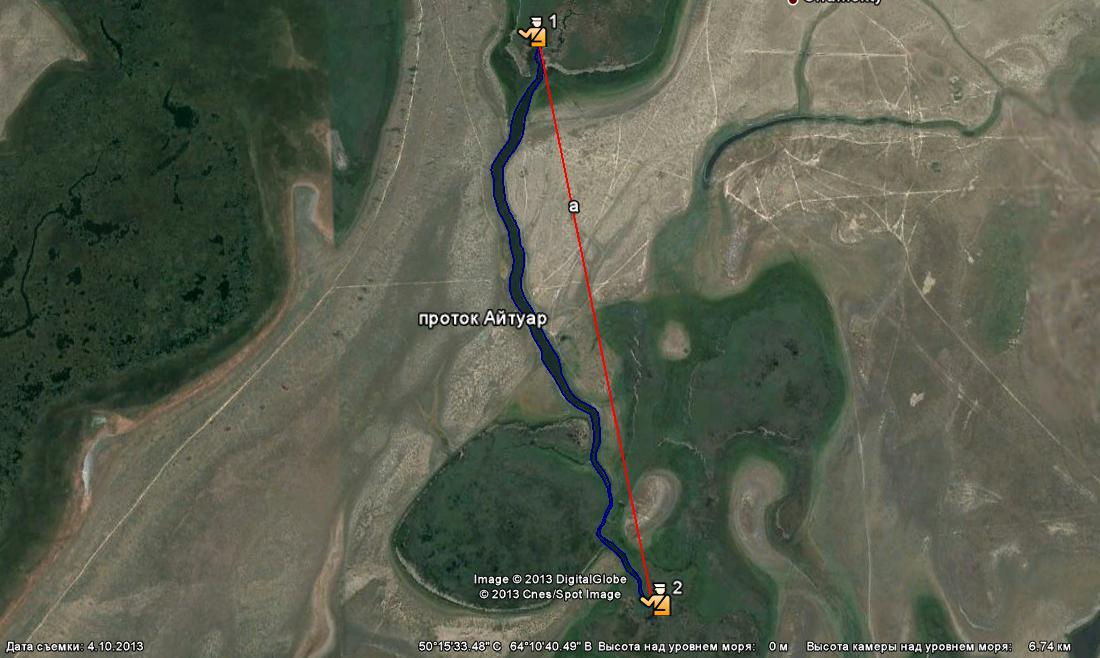 1
a
проток Айтуар
Image © 2013 DigitalGlobe
© 2013 Cnes/Spot Image
2
Дата съемки: 4.10.2013 50°15'33.48" С 64°10'40.49" В Высота над уровнем моря: 0 м Высота камеры над уровнем моря: 6.74 км